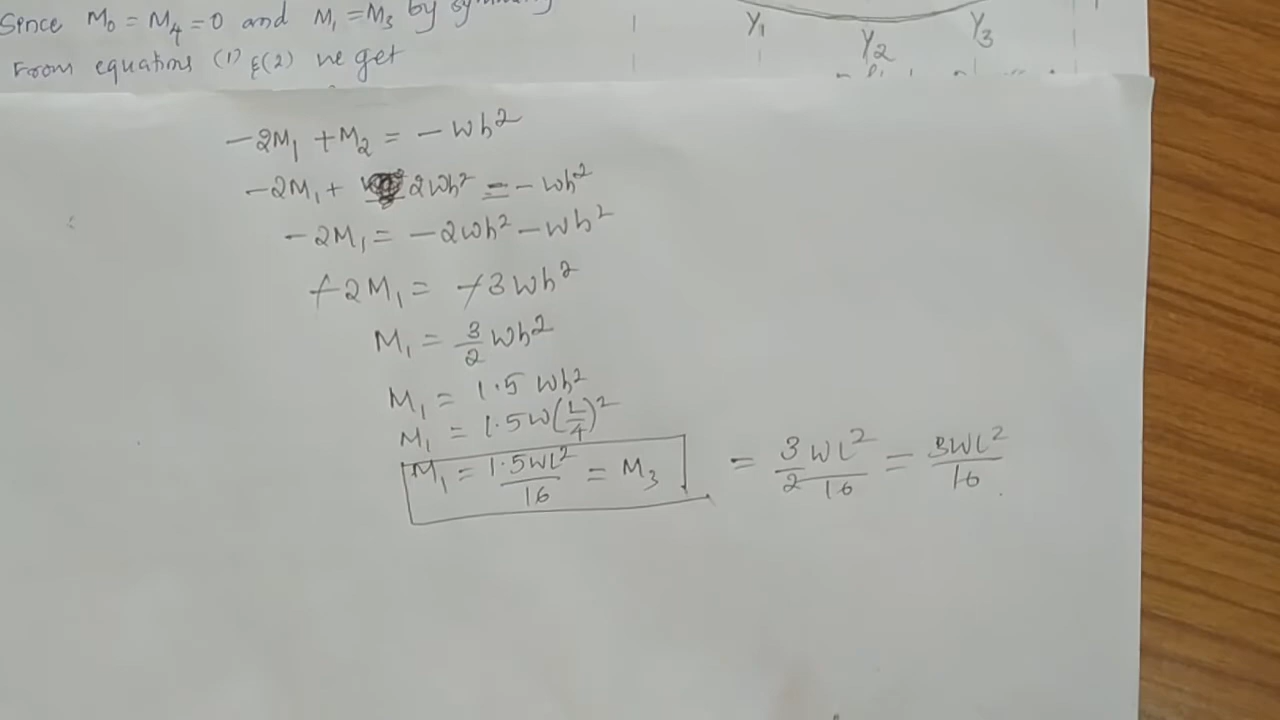 Since M₀ = M₄ = 0 and M₁ = M₃ by
From equations (1) & (2) we get
Y₁ Y₂ Y₃
-2M₁ + M₂ = -Wh²
-2M₁ + 2Wh² = -Wh²
-2M₁ = -2Wh² - Wh²
-2M₁ = -3Wh²
M₁ = 3/2 Wh²
M₁ = 1.5 Wh²
M₁ = 1.5W(L/4)²
M₁ = 1.5WL²/16 = M₃ = 3/2 WL²/16 = 3WL²/16